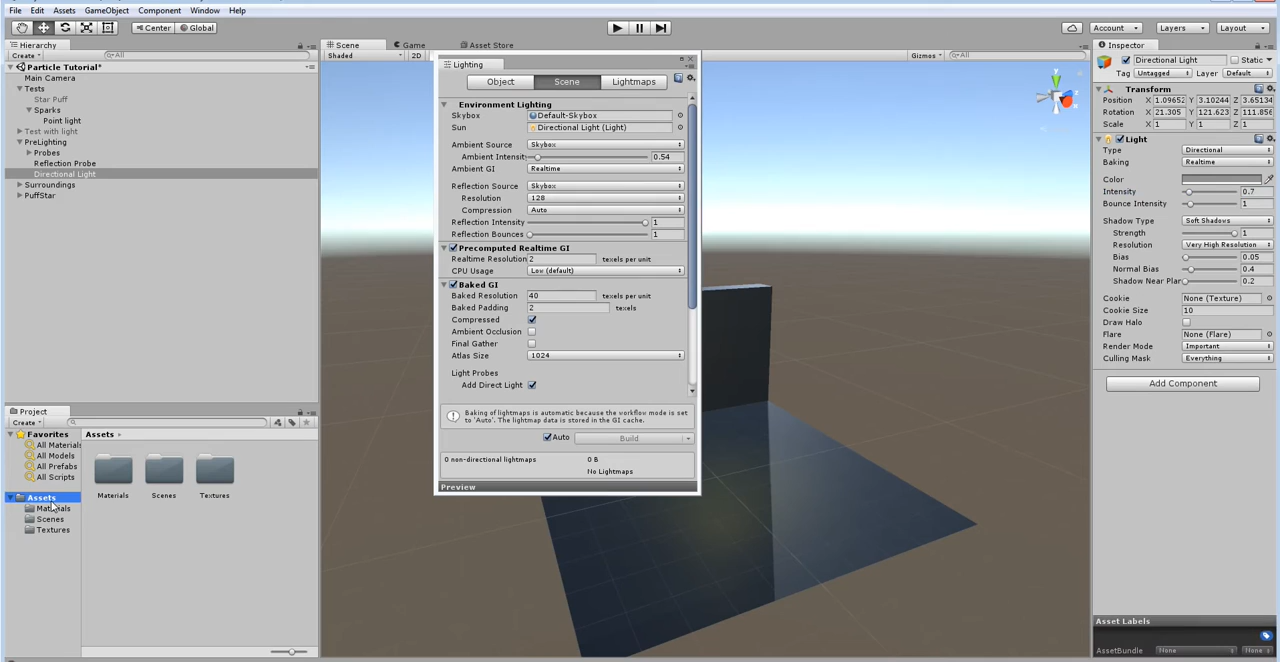 File Edit Assets GameObject Component Window Help
Center Global Account Layers Layout
Hierarchy
Create All
Particle Tutorial*
Main Camera
Tests
Star Puff
Sparks
Point light
Test with light
PreLighting
Probes
Reflection Probe
Directional Light
Surroundings
PuffStar
Scene Game Asset Store
Shaded 2D Gizmos All
Lighting
Object Scene Lightmaps
Environment Lighting
Skybox Default-Skybox
Sun Directional Light (Light)
Ambient Source Skybox
Ambient Intensity 0.54
Ambient GI Realtime
Reflection Source Skybox
Resolution 128
Compression Auto
Reflection Intensity 1
Reflection Bounces 1
Precomputed Realtime GI
Realtime Resolution 2 texels per unit
CPU Usage Low (default)
Baked GI
Baked Resolution 40 texels per unit
Baked Padding 2 texels
Compressed
Ambient Occlusion
Final Gather
Atlas Size 1024
Light Probes
Add Direct Light
Baking of lightmaps is automatic because the workflow mode is set
to 'Auto'. The lightmap data is stored in the GI cache.
Auto Build
0 non-directional lightmaps 0 B
No Lightmaps
Preview
Inspector
Directional Light Static
Tag Untagged Layer Default
Transform
Position X 1.09652 Y 3.10244 Z 3.65134
Rotation X 21.305 Y 121.623 Z 111.856
Scale X 1 Y 1 Z 1
Light
Type Directional
Baking Realtime
Color
Intensity 0.7
Bounce Intensity 1
Shadow Type Soft Shadows
Strength 1
Resolution Very High Resolution
Bias 0.05
Normal Bias 0.4
Shadow Near Plan 0.2
Cookie None (Texture)
Cookie Size 10
Draw Halo
Flare None (Flare)
Render Mode Important
Culling Mask Everything
Add Component
Asset Labels
AssetBundle None None
Project
Create
Favorites
All Materials
All Models
All Prefabs
All Scripts
Assets
Materials
Scenes
Textures
Assets
Materials Scenes Textures